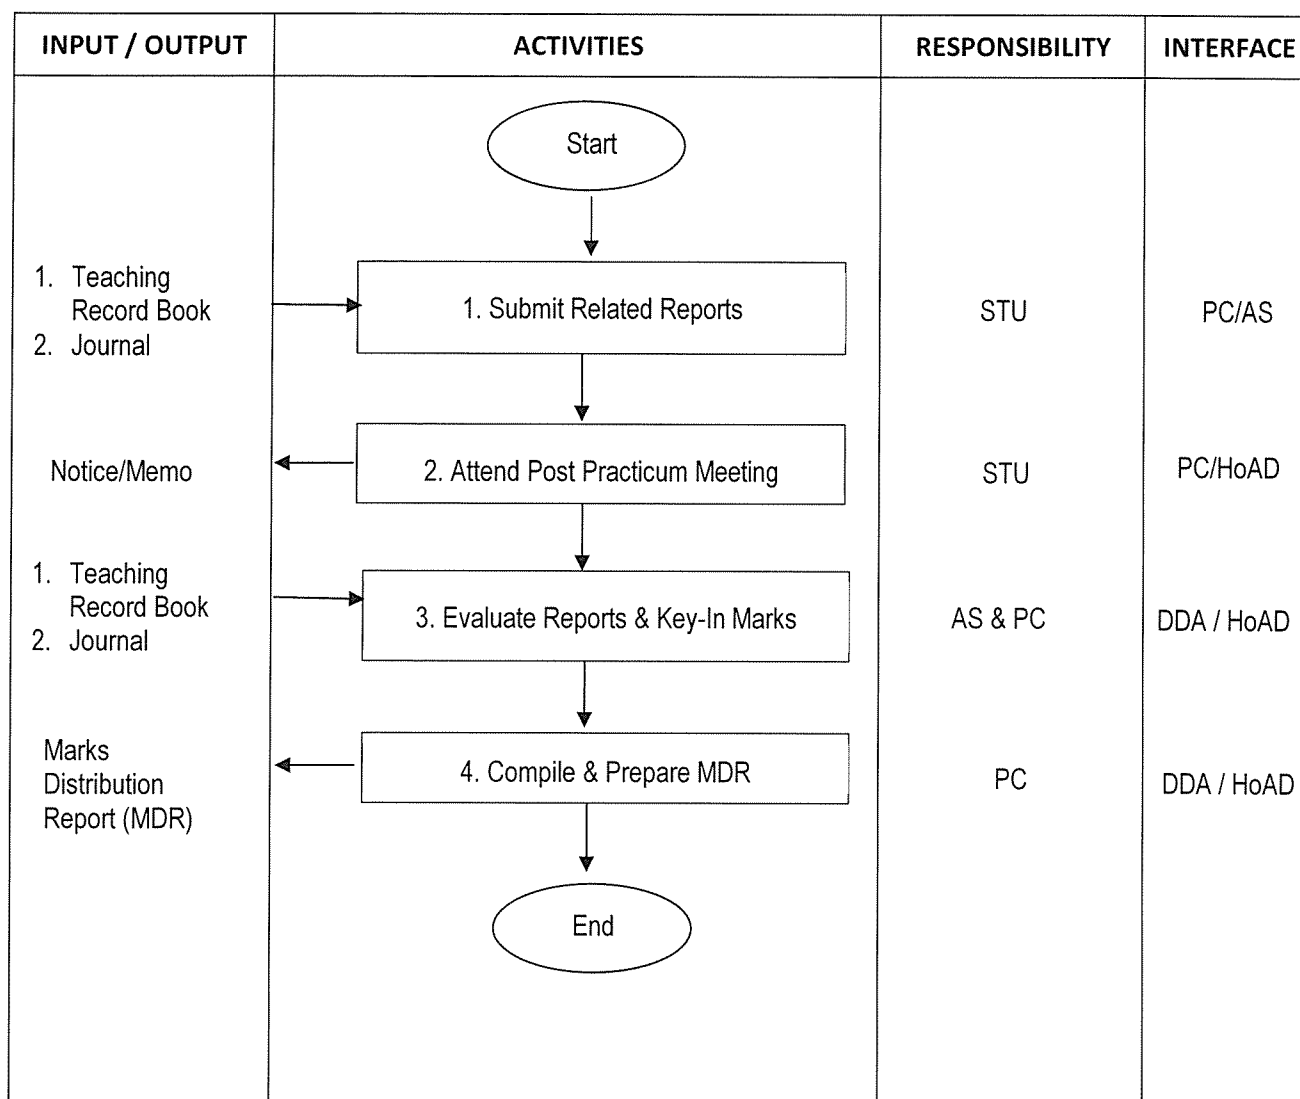 INPUT / OUTPUT
ACTIVITIES
RESPONSIBILITY
INTERFACE
Start
1. Teaching
Record Book
2. Journal
1. Submit Related Reports
STU
PC/AS
Notice/Memo
2. Attend Post Practicum Meeting
STU
PC/HoAD
1. Teaching
Record Book
2. Journal
3. Evaluate Reports & Key-In Marks
AS & PC
DDA / HoAD
Marks
Distribution
Report (MDR)
4. Compile & Prepare MDR
PC
DDA / HoAD
End